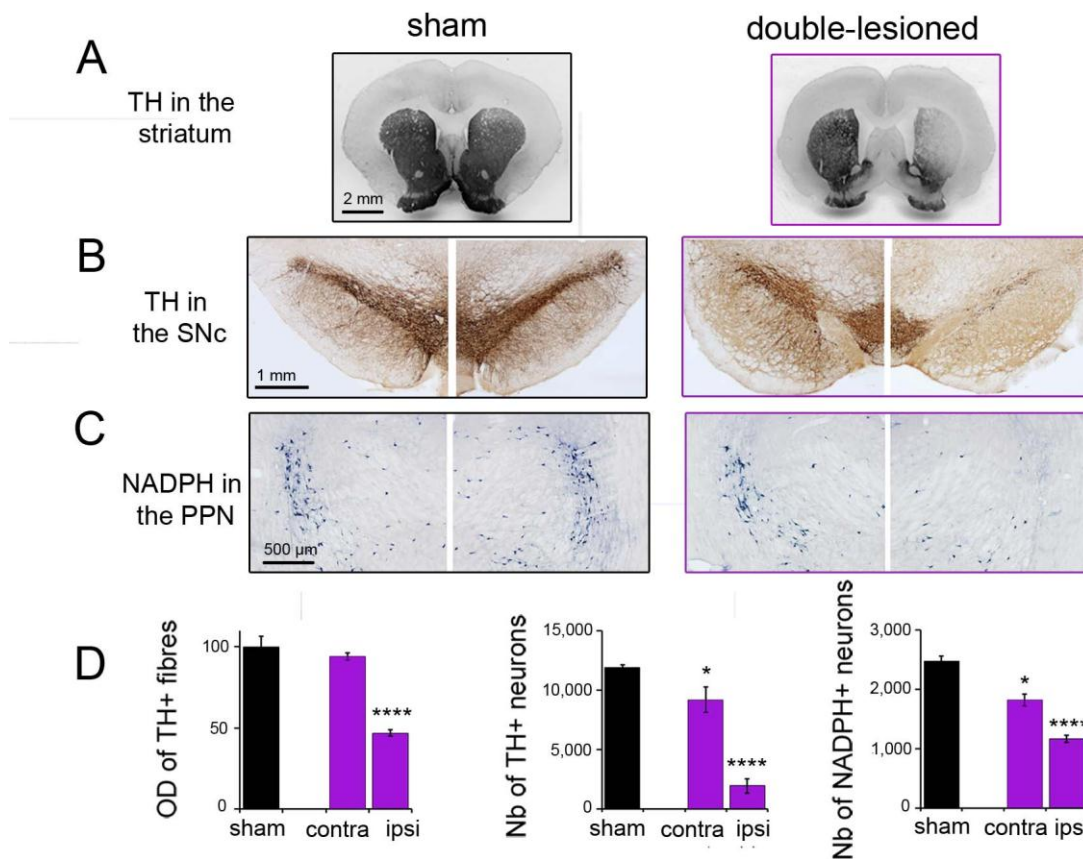 sham
double-lesioned
A
TH in the
striatum
2 mm
B
TH in
the SNc
1 mm
C
NADPH in
the PPN
500 µm
D
OD of TH+ fibres
100
50
0
****
sham
contra
ipsi
Nb of TH+ neurons
15,000
10,000
5,000
0
*
****
sham
contra
ipsi
Nb of NADPH+ neurons
3,000
2,000
1,000
0
*
****
sham
contra
ips